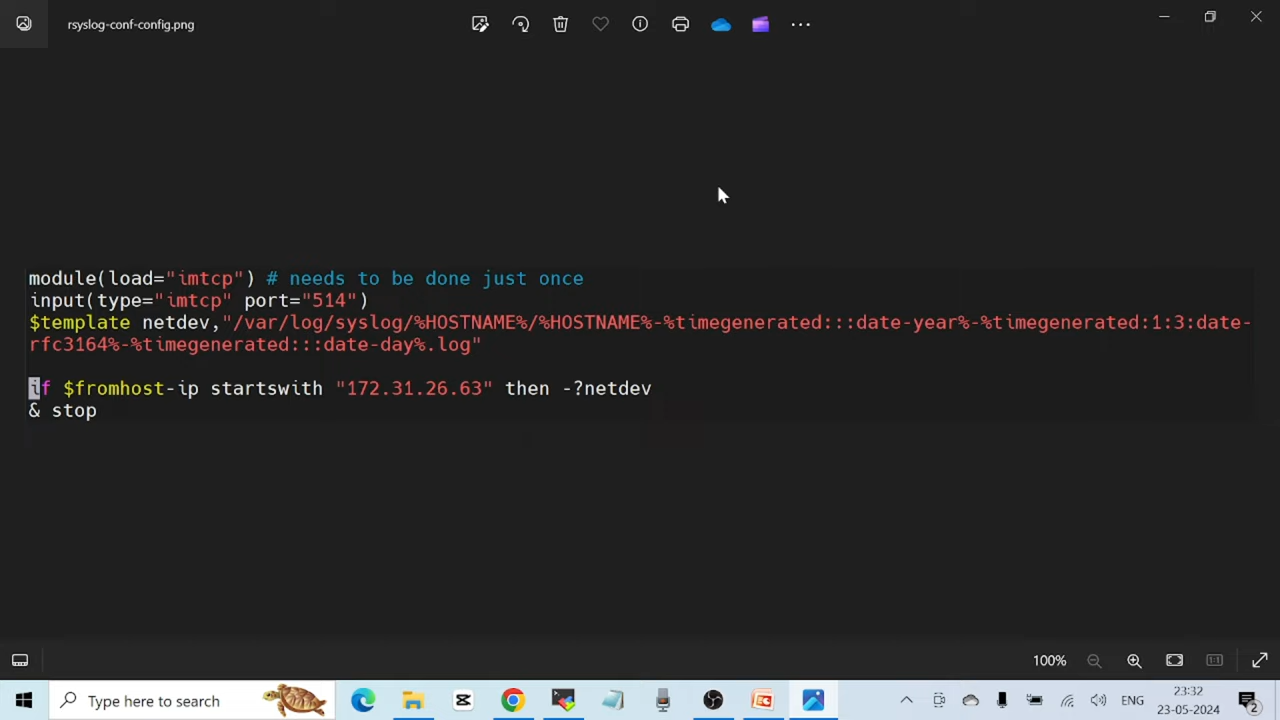 rsyslog-conf-config.png
module(load="imtcp") # needs to be done just once
input(type="imtcp" port="514")
$template netdev,"/var/log/syslog/%HOSTNAME%/%HOSTNAME%-%timegenerated:::date-year%-%timegenerated:1:3:date-
rfc3164%-%timegenerated:::date-day%.log"
if $fromhost-ip startswith "172.31.26.63" then -?netdev
& stop
100%
1:1
Type here to search
ENG
23:32
23-05-2024
2